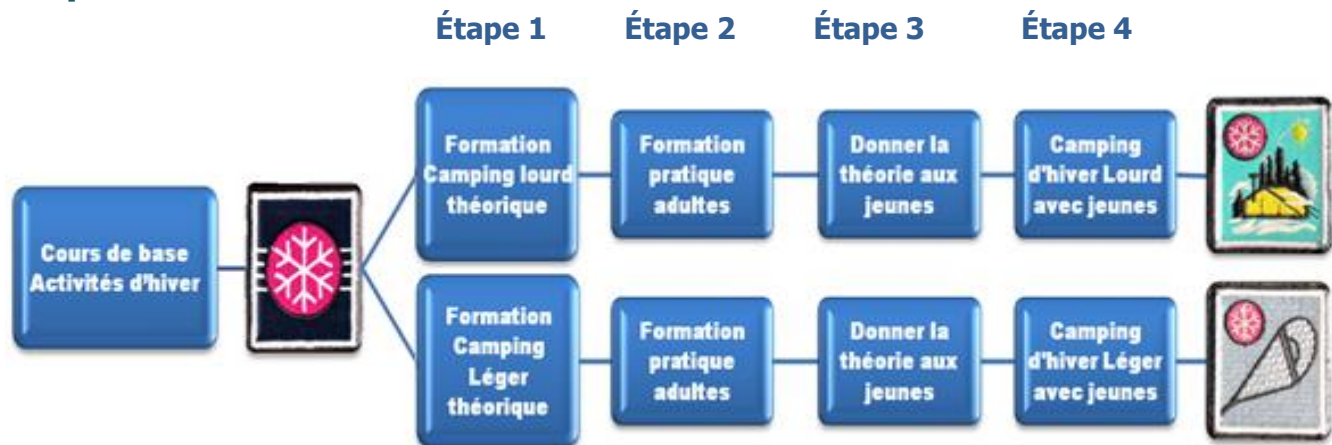 Étape 1
Étape 2
Étape 3
Étape 4
Cours de base
Activités d'hiver
Formation
Camping lourd
théorique
Formation
pratique
adultes
Donner la
théorie aux
jeunes
Camping
d'hiver Lourd
avec jeunes
Formation
Camping
Léger
théorique
Formation
pratique
adultes
Donner la
théorie aux
jeunes
Camping
d'hiver Léger
avec jeunes